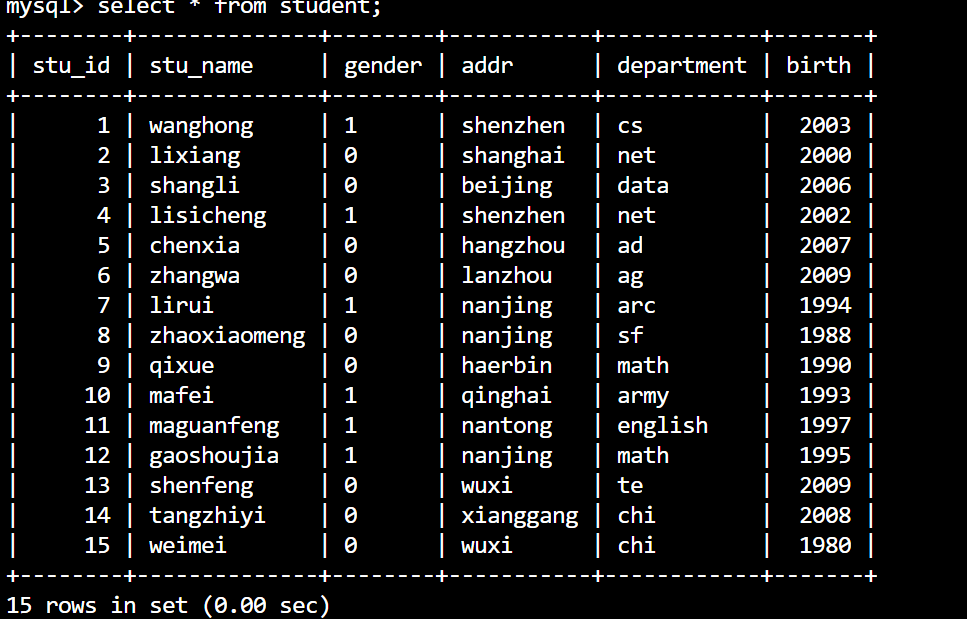 mysql> select * from student;
+--------+--------------+--------+-----------+------------+-------+
| stu_id | stu_name     | gender | addr      | department | birth |
+--------+--------------+--------+-----------+------------+-------+
|      1 | wanghong     | 1      | shenzhen  | cs         |  2003 |
|      2 | lixiang      | 0      | shanghai  | net        |  2000 |
|      3 | shangli      | 0      | beijing   | data       |  2006 |
|      4 | lisicheng    | 1      | shenzhen  | net        |  2002 |
|      5 | chenxia      | 0      | hangzhou  | ad         |  2007 |
|      6 | zhangwa      | 0      | lanzhou   | ag         |  2009 |
|      7 | lirui        | 1      | nanjing   | arc        |  1994 |
|      8 | zhaoxiaomeng | 0      | nanjing   | sf         |  1988 |
|      9 | qixue        | 0      | haerbin   | math       |  1990 |
|     10 | mafei        | 1      | qinghai   | army       |  1993 |
|     11 | maguanfeng   | 1      | nantong   | english    |  1997 |
|     12 | gaoshoujia   | 1      | nanjing   | math       |  1995 |
|     13 | shenfeng     | 0      | wuxi      | te         |  2009 |
|     14 | tangzhiyi    | 0      | xianggang | chi        |  2008 |
|     15 | weimei       | 0      | wuxi      | chi        |  1980 |
+--------+--------------+--------+-----------+------------+-------+
15 rows in set (0.00 sec)